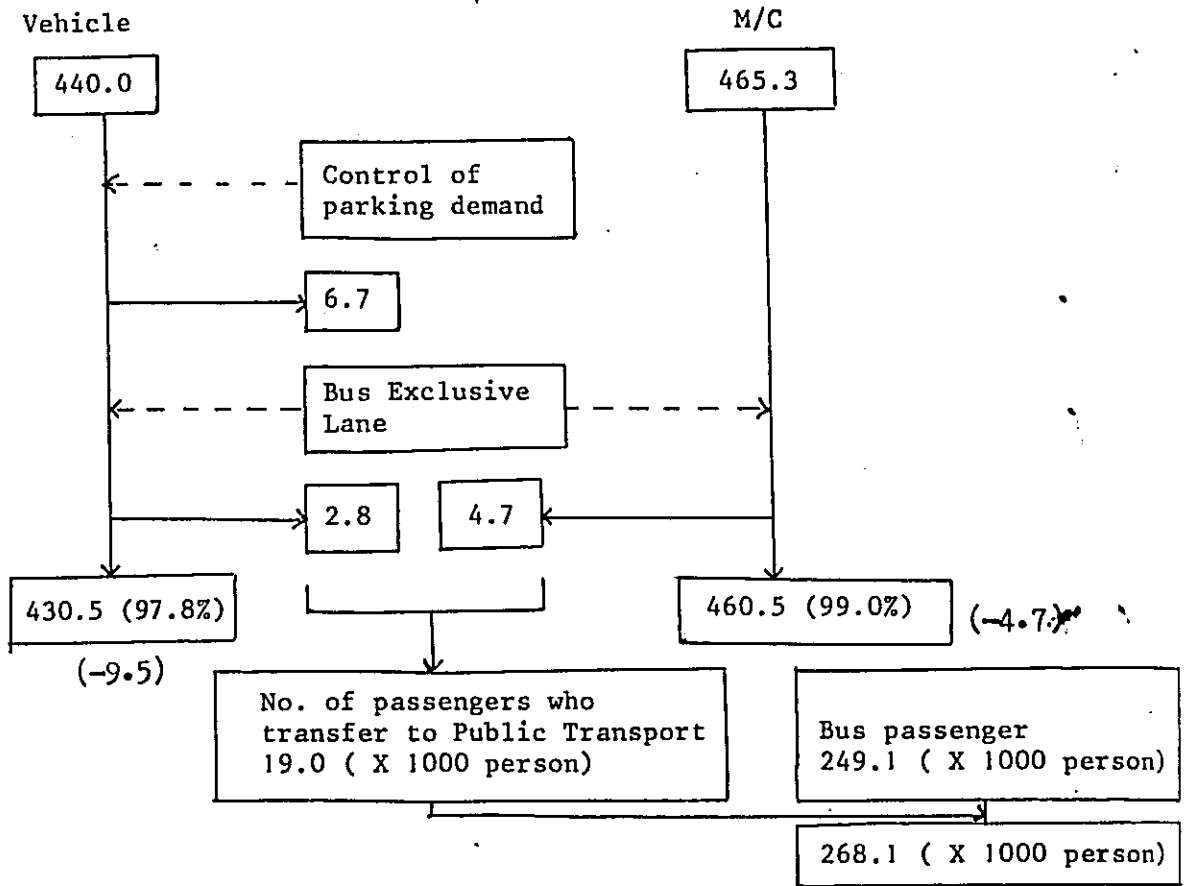 Vehicle
M/C
440.0
465.3
Control of
parking demand
6.7
Bus Exclusive
Lane
2.8
4.7
430.5 (97.8%)
460.5 (99.0%)
(-4.7)
(-9.5)
No. of passengers who
transfer to Public Transport
19.0 ( X 1000 person)
Bus passenger
249.1 ( X 1000 person)
268.1 ( X 1000 person)